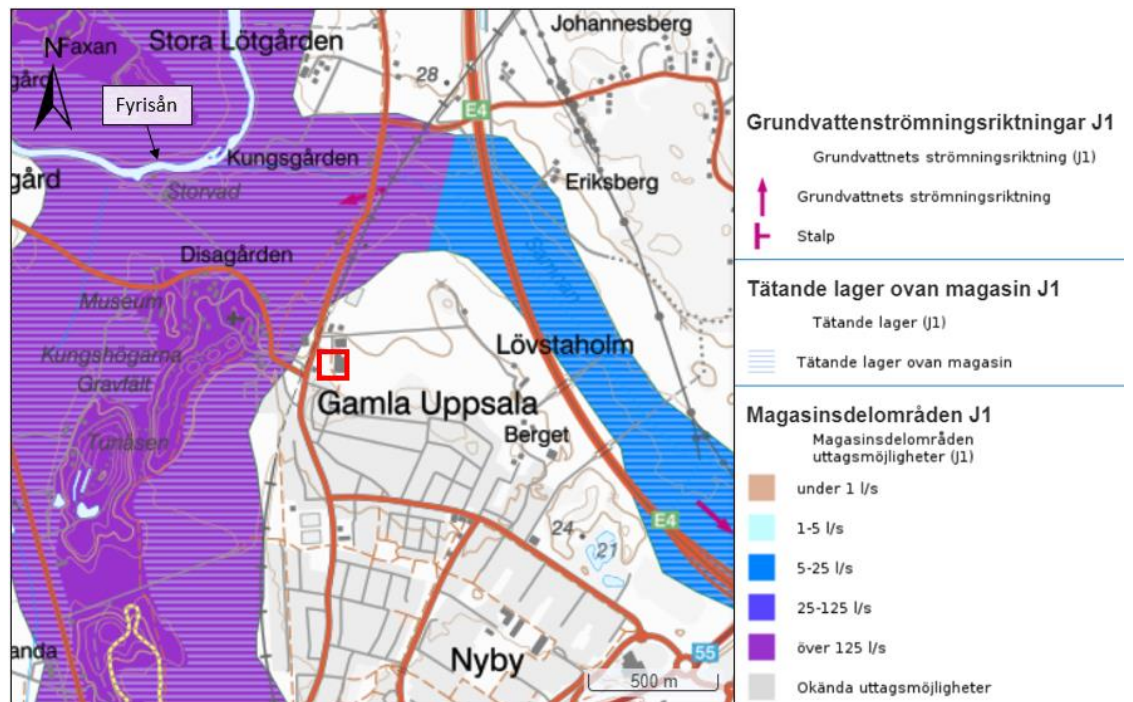 Faxan
N
Stora Lötgården
Johannesberg
28
E4
gård
Fyrisån
Kungsgården
Storvad
gård
Eriksberg
Samnan
Disagården
Museum
Kungshögarna
Gravfält
Lövstaholm
Gamla Uppsala
Tunåsen
Berget
24
21
E4
anda
Nyby
55
500 m
Grundvattenströmningsriktningar J1
Grundvattnets strömningsriktning (J1)
Grundvattnets strömningsriktning
Stalp
Tätande lager ovan magasin J1
Tätande lager (J1)
Tätande lager ovan magasin
Magasinsdelområden J1
Magasinsdelområden
uttagsmöjligheter (J1)
under 1 l/s
1-5 l/s
5-25 l/s
25-125 l/s
över 125 l/s
Okända uttagsmöjligheter